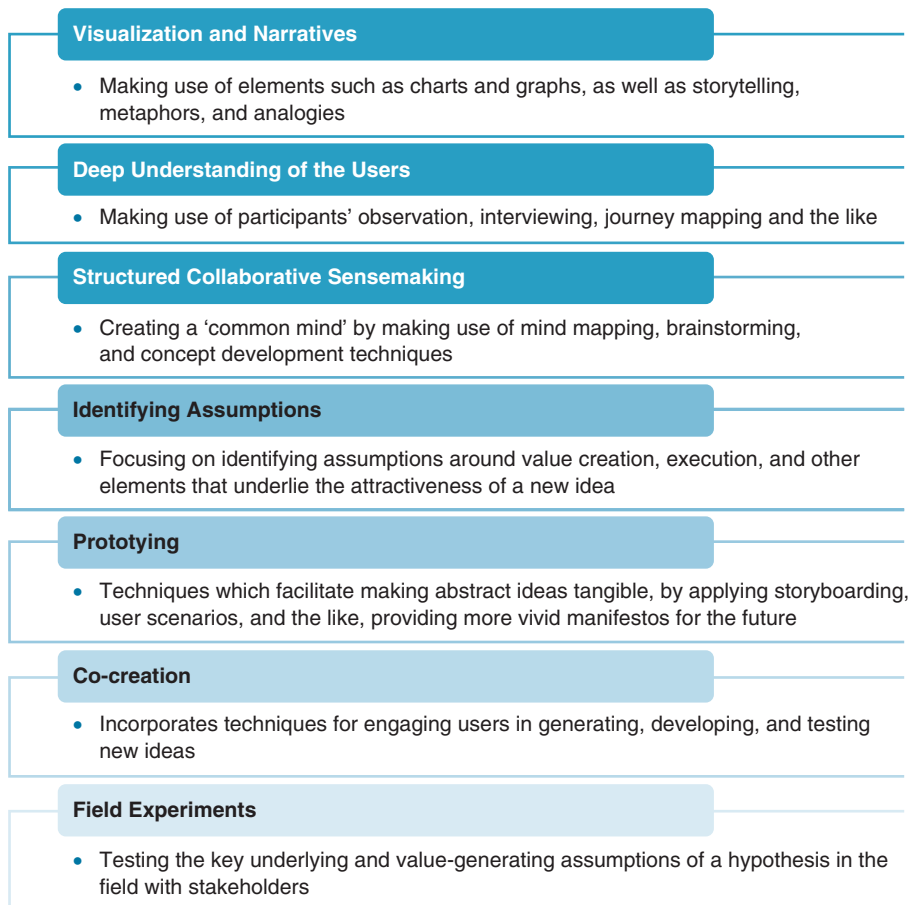 Visualization and Narratives
• Making use of elements such as charts and graphs, as well as storytelling,
metaphors, and analogies
Deep Understanding of the Users
• Making use of participants’ observation, interviewing, journey mapping and the like
Structured Collaborative Sensemaking
• Creating a ‘common mind’ by making use of mind mapping, brainstorming,
and concept development techniques
Identifying Assumptions
• Focusing on identifying assumptions around value creation, execution, and other
elements that underlie the attractiveness of a new idea
Prototying
• Techniques which facilitate making abstract ideas tangible, by applying storyboarding,
user scenarios, and the like, providing more vivid manifestos for the future
Co-creation
• Incorporates techniques for engaging users in generating, developing, and testing
new ideas
Field Experiments
• Testing the key underlying and value-generating assumptions of a hypothesis in the
field with stakeholders